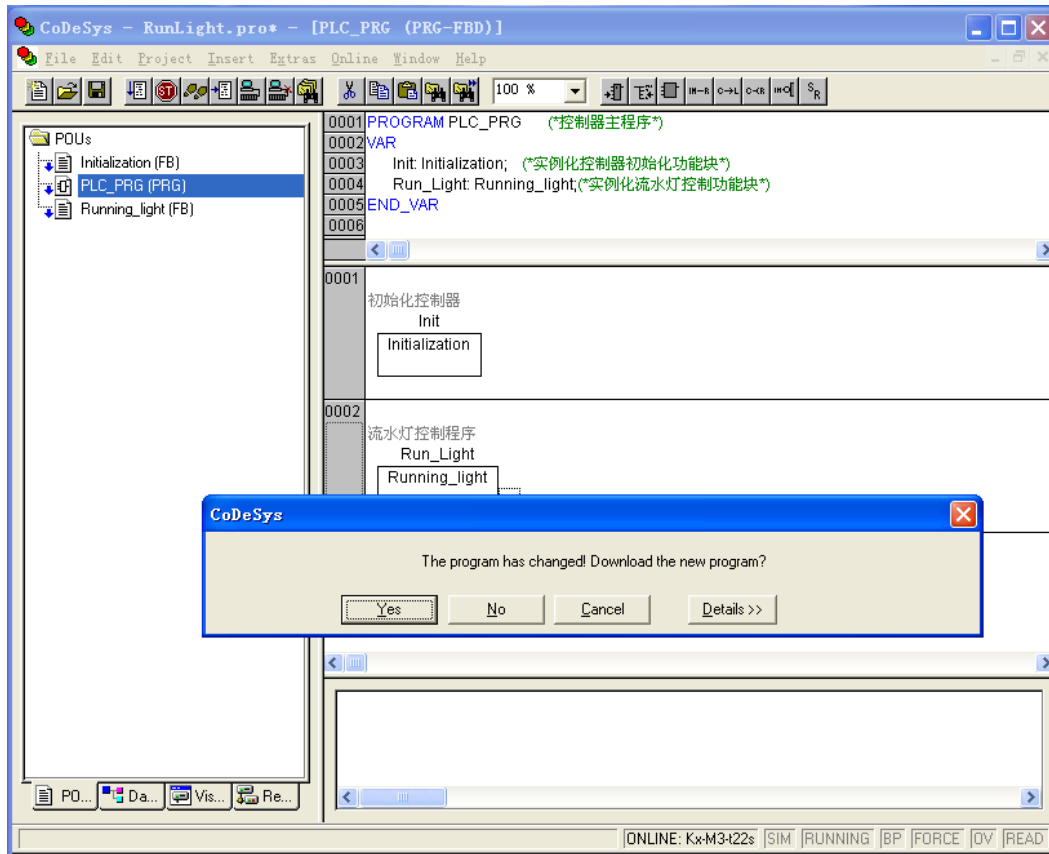 CoDeSys - RunLight.pro* - [PLC_PRG (PRG-FBD)]
File Edit Project Insert Extras Online Window Help
100 %
POUs
Initialization (FB)
PLC_PRG (PRG)
Running_light (FB)
0001 PROGRAM PLC_PRG (*控制器主程序*)
0002 VAR
0003 Init: Initialization; (*实例化控制器初始化功能块*)
0004 Run_Light: Running_light;(*实例化流水灯控制功能块*)
0005 END_VAR
0006
0001
初始化控制器
Init
Initialization
0002
流水灯控制程序
Run_Light
Running_light
CoDeSys
The program has changed! Download the new program?
Yes No Cancel Details >>
PO... Da... Vis... Re...
ONLINE: Kx-M3-t22s SIM RUNNING BP FORCE OV READ